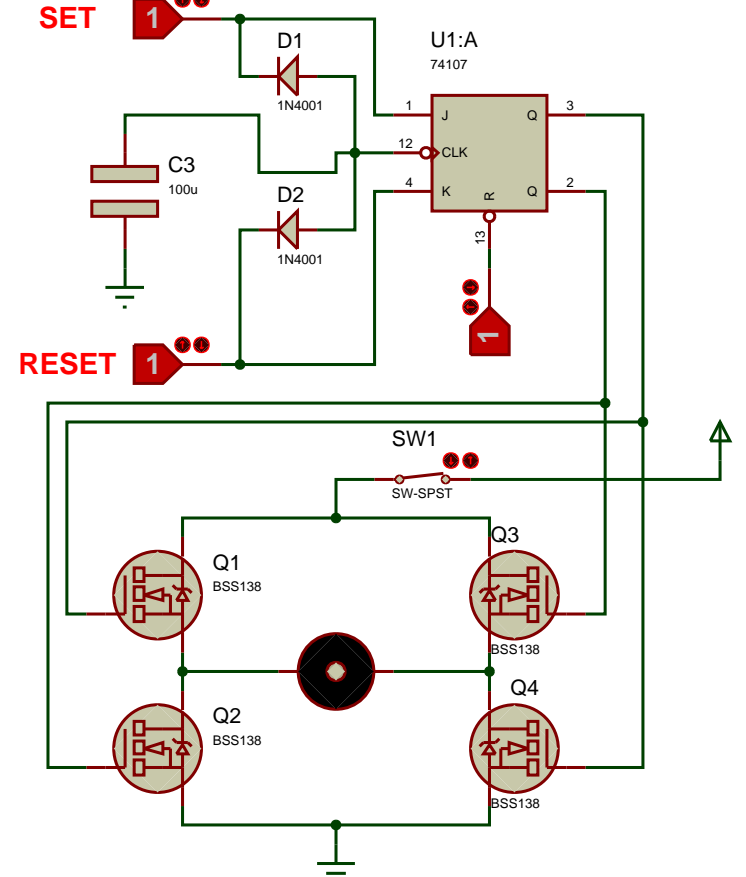 SET
1
D1
1N4001
U1:A
74107
1
J
Q
3
12
CLK
C3
100u
4
K
Q
2
R
13
D2
1N4001
1
RESET
1
SW1
SW-SPST
Q1
BSS138
Q3
BSS138
Q2
BSS138
Q4
BSS138